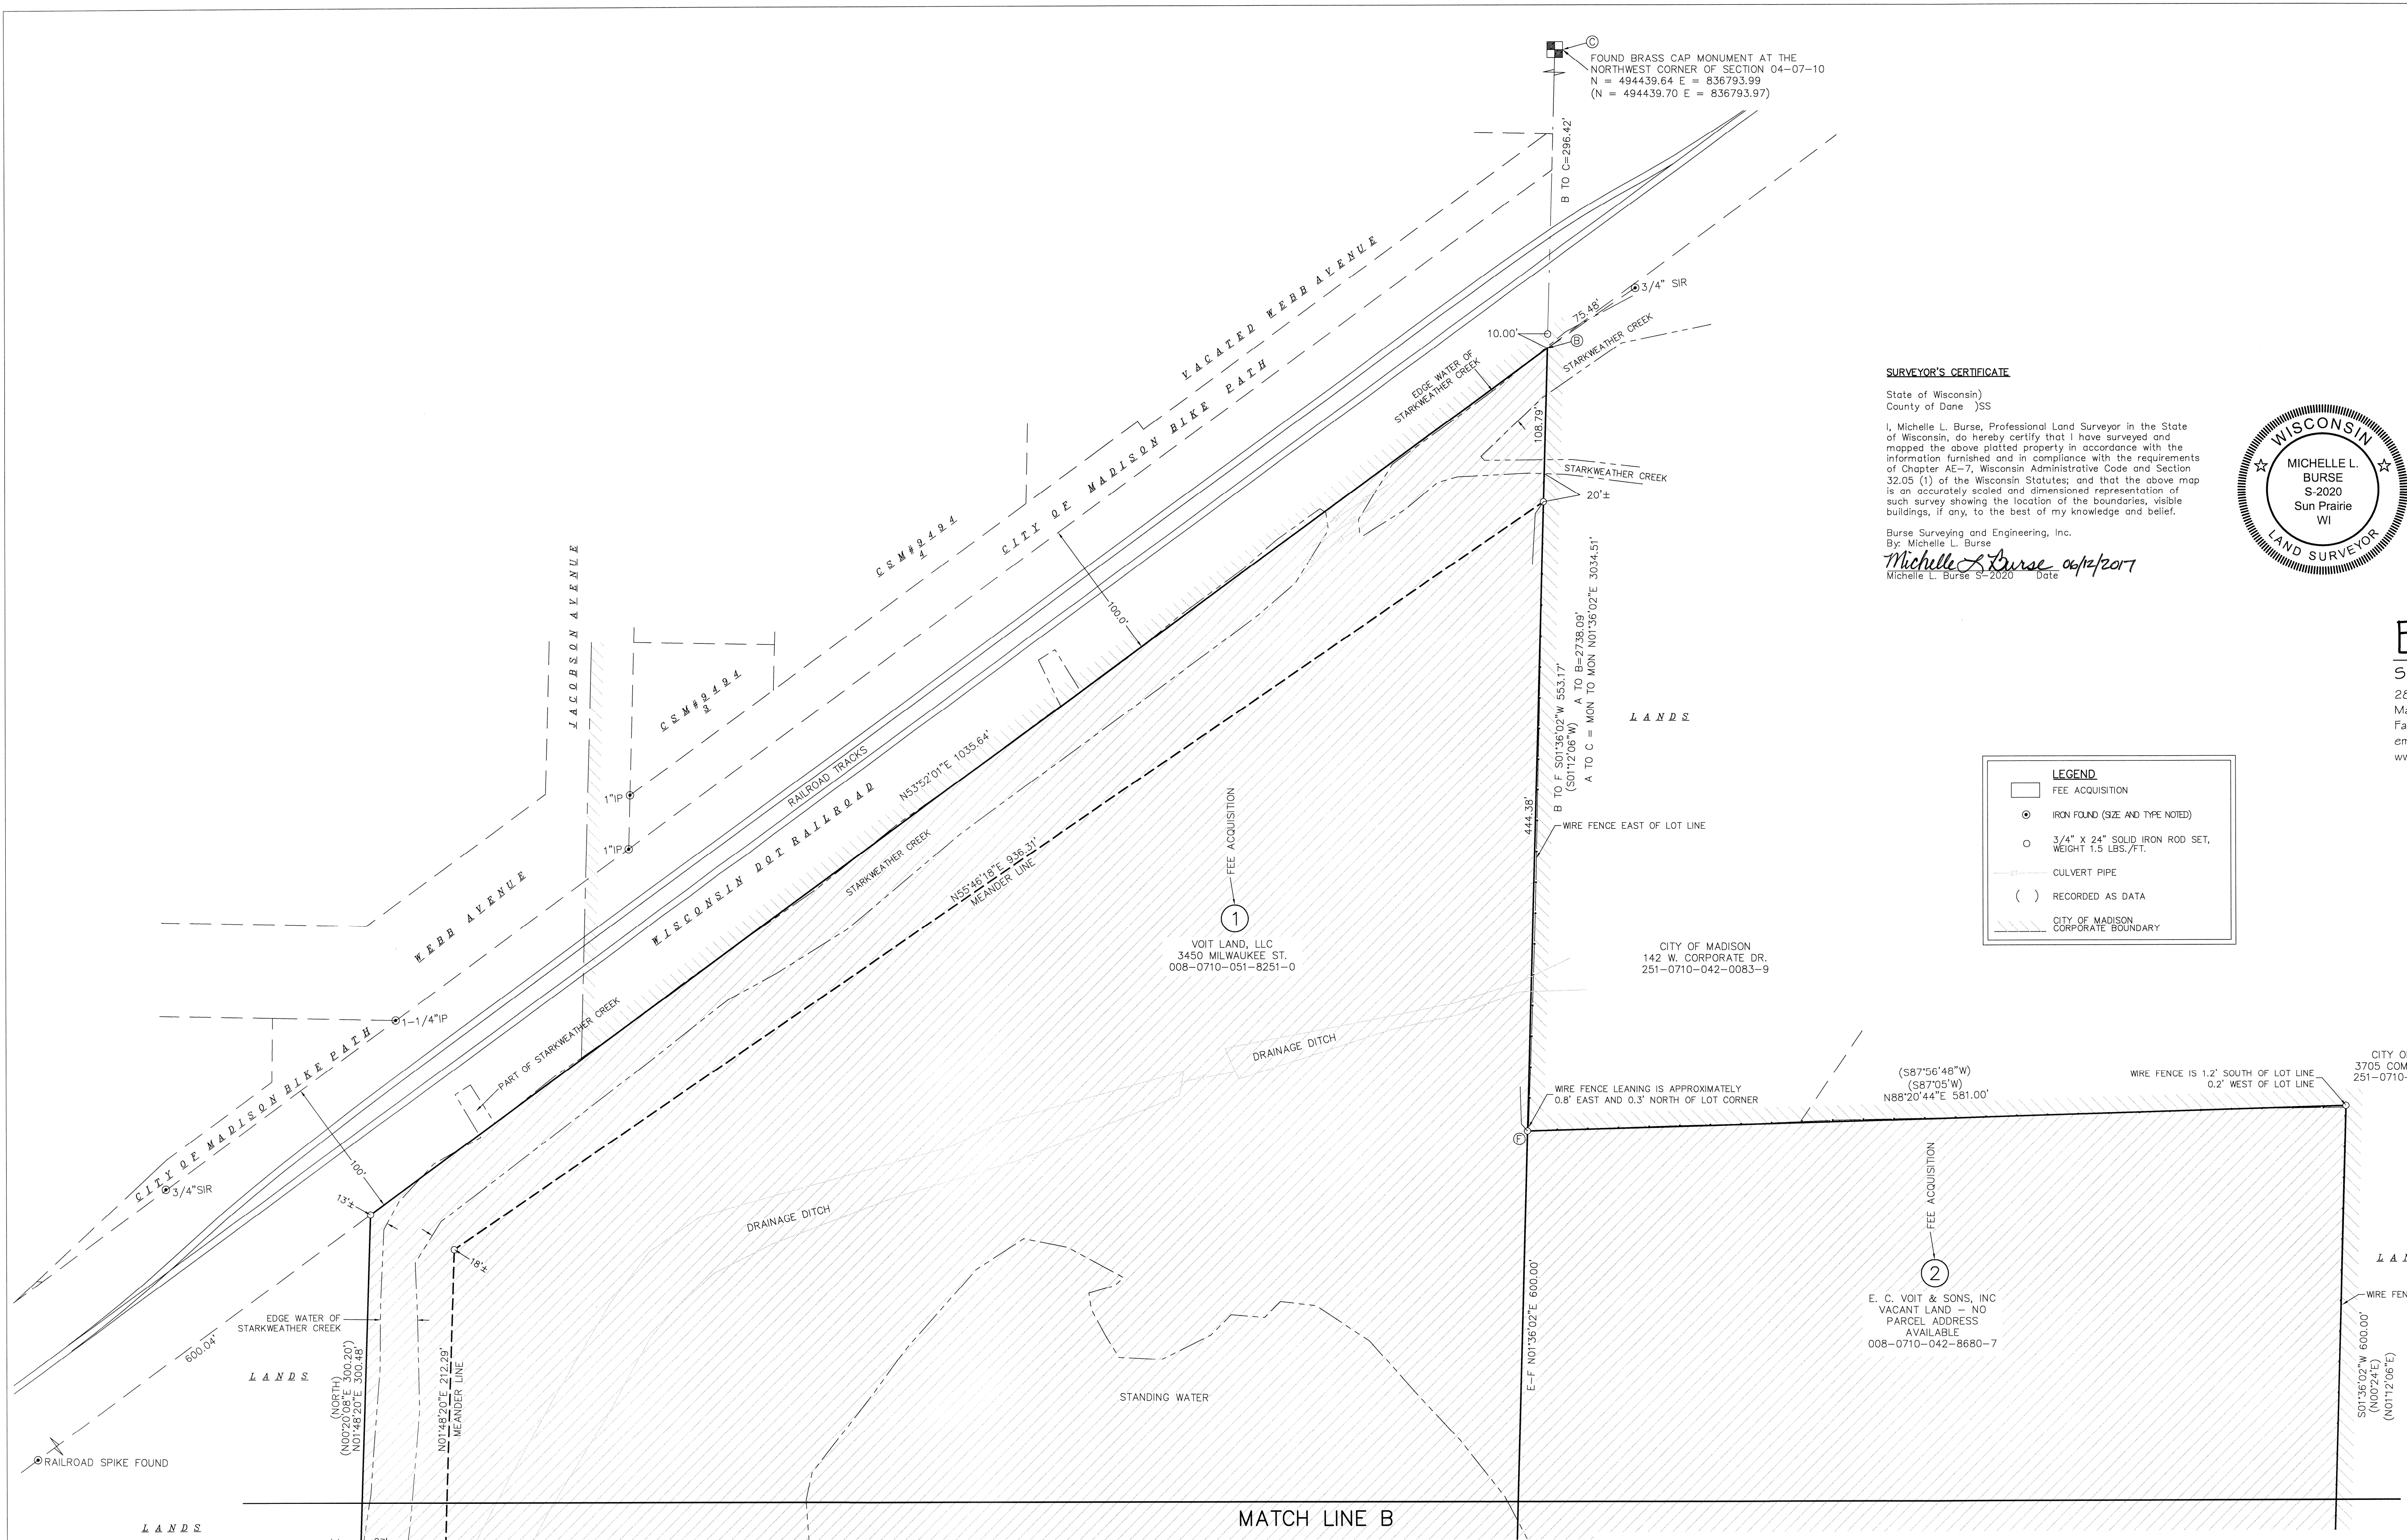 Ⓒ
FOUND BRASS CAP MONUMENT AT THE
NORTHWEST CORNER OF SECTION 04-07-10
N = 494439.64 E = 836793.99
(N = 494439.70 E = 836793.97)
B TO C=296.42'
VACATED WEBB AVENUE
CITY OF MADISON BIKE PATH
3/4" SIR
75.48'
10.00'
Ⓑ
STARKWEATHER CREEK
EDGE WATER OF
STARKWEATHER CREEK
108.79'
STARKWEATHER CREEK
20'±
SURVEYOR'S CERTIFICATE
State of Wisconsin)
County of Dane )SS
I, Michelle L. Burse, Professional Land Surveyor in the State
of Wisconsin, do hereby certify that I have surveyed and
mapped the above platted property in accordance with the
information furnished and in compliance with the requirements
of Chapter AE-7, Wisconsin Administrative Code and Section
32.05 (1) of the Wisconsin Statutes; and that the above map
is an accurately scaled and dimensioned representation of
such survey showing the location of the boundaries, visible
buildings, if any, to the best of my knowledge and belief.
Burse Surveying and Engineering, Inc.
By: Michelle L. Burse
Michelle L Burse 06/12/2017
Michelle L. Burse S-2020 Date
WISCONSIN
MICHELLE L.
BURSE
S-2020
Sun Prairie
WI
LAND SURVEYOR
CSM#9494
4
100.0'
JACOBSON AVENUE
CSM#9494
3
1"IP
1"IP
RAILROAD TRACKS
WISCONSIN DOT RAILROAD
N53°52'01"E 1035.64'
STARKWEATHER CREEK
N55°46'18"E 936.31'
MEANDER LINE
FEE ACQUISITION
1
VOIT LAND, LLC
3450 MILWAUKEE ST.
008-0710-051-8251-0
444.38'
B TO F S01°36'02"W 553.17'
(S01°12'06"W)
A TO B=2738.09'
A TO C = MON TO MON N01°36'02"E 3034.51'
WIRE FENCE EAST OF LOT LINE
LANDS
LEGEND
FEE ACQUISITION
IRON FOUND (SIZE AND TYPE NOTED)
3/4" X 24" SOLID IRON ROD SET,
WEIGHT 1.5 LBS./FT.
CULVERT PIPE
( ) RECORDED AS DATA
CITY OF MADISON
CORPORATE BOUNDARY
CITY OF MADISON
142 W. CORPORATE DR.
251-0710-042-0083-9
WEBB AVENUE
1-1/4"IP
CITY OF MADISON BIKE PATH
3/4"SIR
100'
13'±
PART OF STARKWEATHER CREEK
DRAINAGE DITCH
DRAINAGE DITCH
18'±
WIRE FENCE LEANING IS APPROXIMATELY
0.8' EAST AND 0.3' NORTH OF LOT CORNER
Ⓕ
(S87°56'48"W)
(S87°05'W)
N88°20'44"E 581.00'
WIRE FENCE IS 1.2' SOUTH OF LOT LINE
0.2' WEST OF LOT LINE
3705 COM
251-0710-
FEE ACQUISITION
2
E. C. VOIT & SONS, INC
VACANT LAND - NO
PARCEL ADDRESS
AVAILABLE
008-0710-042-8680-7
E-F N01°36'02"E 600.00'
S01°36'02"W 600.00'
(N00°24'E)
(N01°12'06"E)
EDGE WATER OF
STARKWEATHER CREEK
600.04'
LANDS
(NORTH)
(N00°20'08"E 300.20')
N01°48'20"E 300.48'
N01°48'20"E 212.29'
MEANDER LINE
STANDING WATER
RAILROAD SPIKE FOUND
LANDS
MATCH LINE B